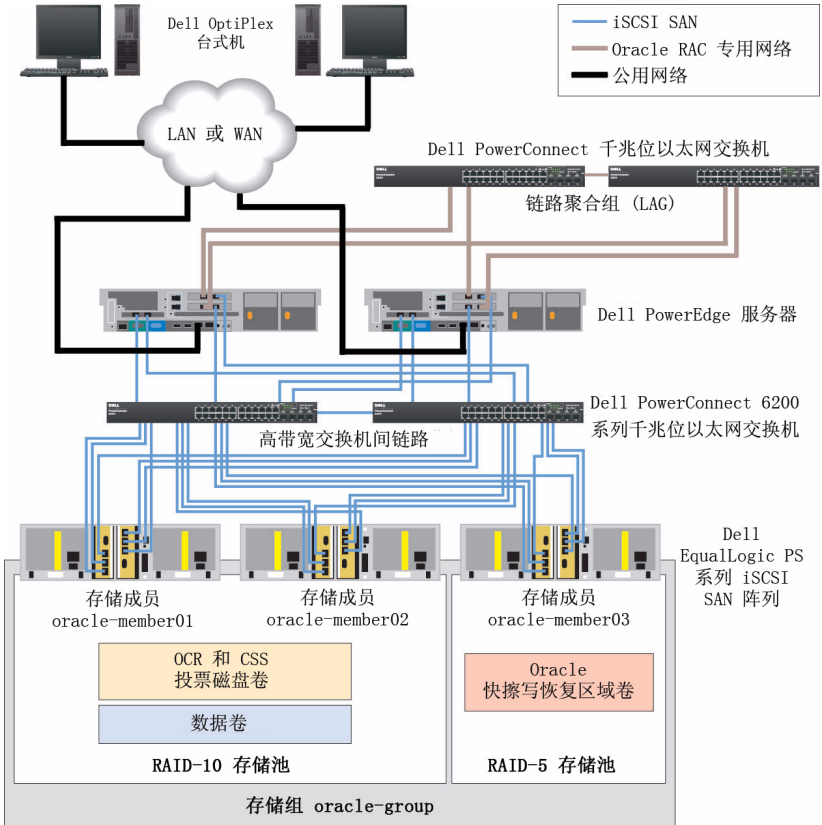 Dell OptiPlex
台式机
iSCSI SAN
Oracle RAC 专用网络
公用网络
LAN 或 WAN
Dell PowerConnect 千兆位以太网交换机
链路聚合组 (LAG)
Dell PowerEdge 服务器
Dell PowerConnect 6200
系列千兆位以太网交换机
高带宽交换机间链路
Dell
EqualLogic PS
系列 iSCSI
SAN 阵列
存储成员
oracle-member01
存储成员
oracle-member02
存储成员
oracle-member03
OCR 和 CSS
投票磁盘卷
数据卷
Oracle
快擦写恢复区域卷
RAID-10 存储池
RAID-5 存储池
存储组 oracle-group